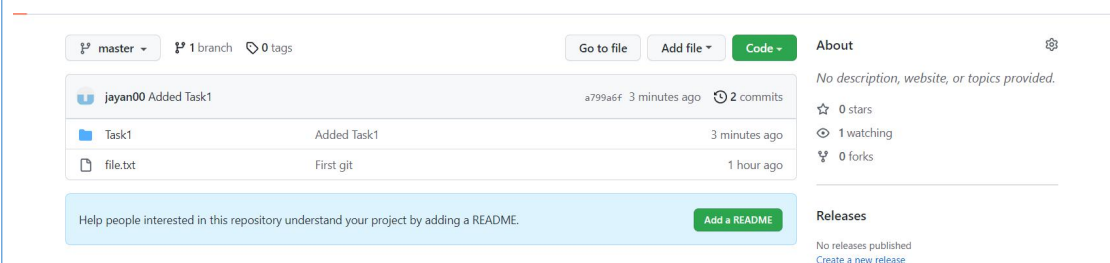 master 1 branch 0 tags Go to file Add file Code
jayan00 Added Task1 a799a6f 3 minutes ago 2 commits
Task1 Added Task1 3 minutes ago
file.txt First git 1 hour ago
Help people interested in this repository understand your project by adding a README. Add a README
About
No description, website, or topics provided.
0 stars
1 watching
0 forks
Releases
No releases published
Create a new release